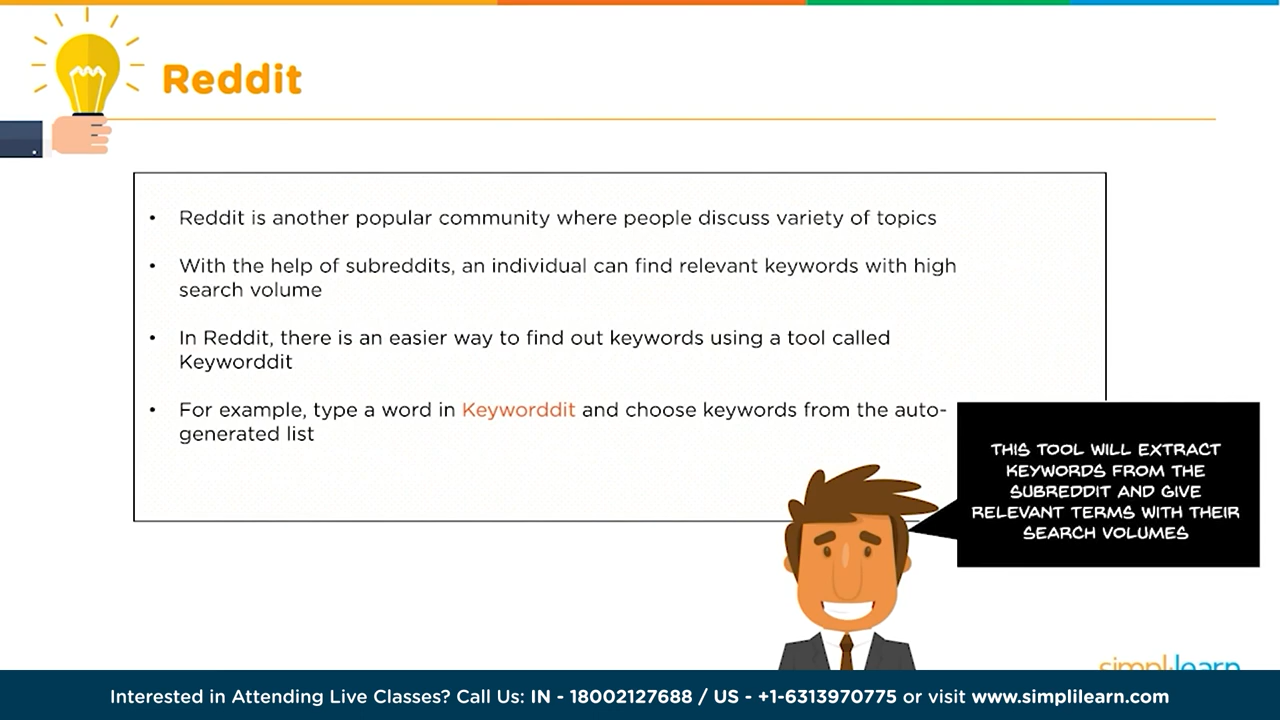 Reddit
• Reddit is another popular community where people discuss variety of topics
• With the help of subreddits, an individual can find relevant keywords with high
search volume
• In Reddit, there is an easier way to find out keywords using a tool called
Keyworddit
• For example, type a word in Keyworddit and choose keywords from the auto-
generated list
THIS TOOL WILL EXTRACT
KEYWORDS FROM THE
SUBREDDIT AND GIVE
RELEVANT TERMS WITH THEIR
SEARCH VOLUMES
simplilearn
Interested in Attending Live Classes? Call Us: IN - 18002127688 / US - +1-6313970775 or visit www.simplilearn.com